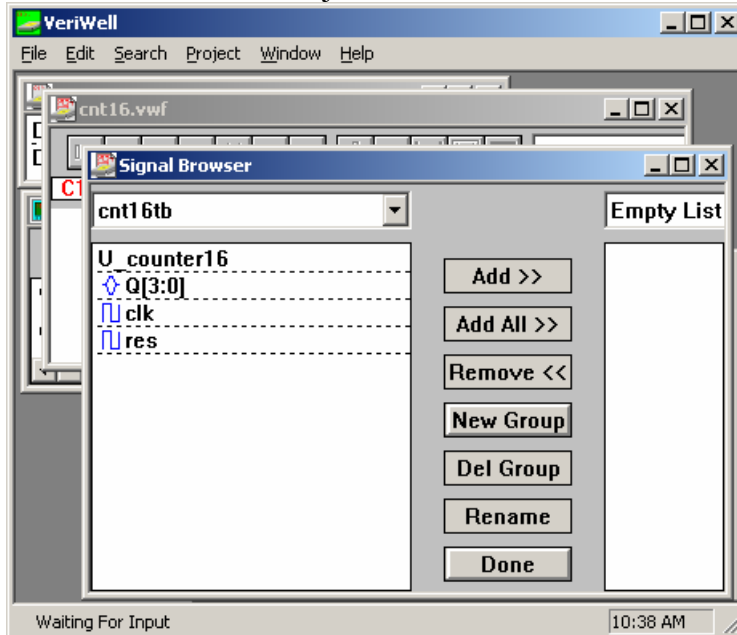 VeriWell
File Edit Search Project Window Help
cnt16.vwf
C1
Signal Browser
cnt16tb
Empty List
U_counter16
Q[3:0]
clk
res
Add >>
Add All >>
Remove <<
New Group
Del Group
Rename
Done
Waiting For Input
10:38 AM